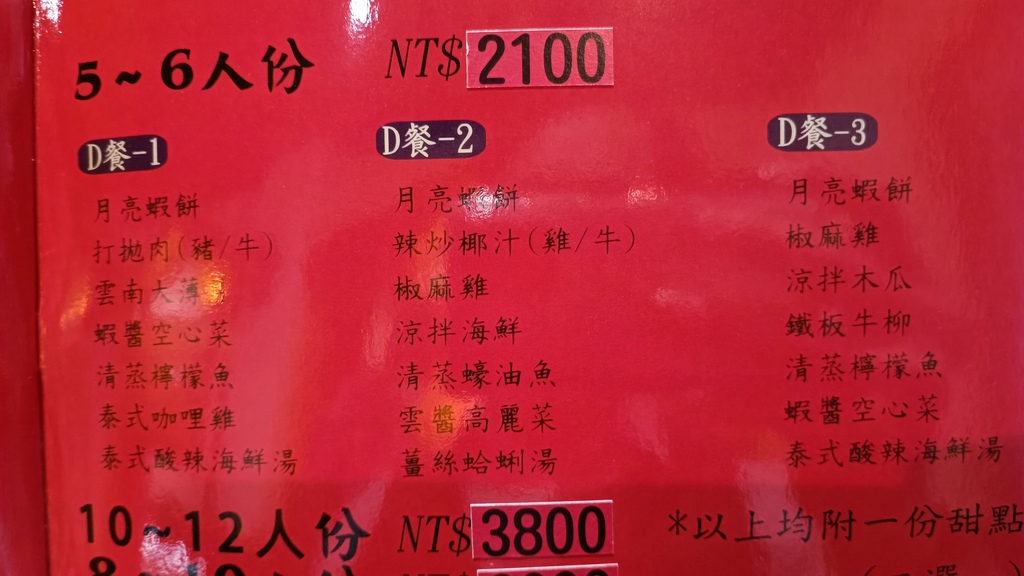 5~6人份 NT$ 2100
D餐-1
月亮蝦餅
打拋肉(豬/牛)
雲南大薄
蝦醬空心菜
清蒸檸檬魚
泰式咖哩雞
泰式酸辣海鮮湯
D餐-2
月亮蝦餅
辣炒椰汁(雞/牛)
椒麻雞
涼拌海鮮
清蒸蠔油魚
雲醬高麗菜
薑絲蛤蜊湯
D餐-3
月亮蝦餅
椒麻雞
涼拌木瓜
鐵板牛柳
清蒸檸檬魚
蝦醬空心菜
泰式酸辣海鮮湯
10~12人份 NT$ 3800
*以上均附一份甜點